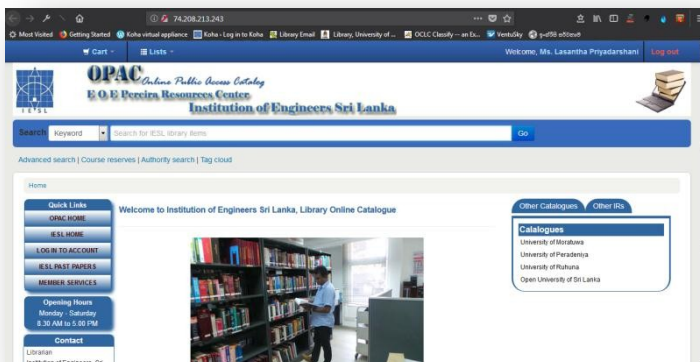 74.208.213.243
Most Visited Getting Started Koha virtual appliance Koha - Log in to Koha Library Email Library, University of ... OCLC Classify -- an Ex... VentuSky
Cart Lists Welcome, Ms. Lasantha Priyadarshani Log out
OPAC Online Public Access Catalog
E O E Pereira Resources Center
Institution of Engineers Sri Lanka
I E S L
Search Keyword Search for IESL library items Go
Advanced search | Course reserves | Authority search | Tag cloud
Home
Quick Links
OPAC HOME
IESL HOME
LOG IN TO ACCOUNT
IESL PAST PAPERS
MEMBER SERVICES
Opening Hours
Monday - Saturday
8.30 AM to 5.00 PM
Contact
Librarian
Welcome to Institution of Engineers Sri Lanka, Library Online Catalogue
Other Catalogues Other IRs
Calalogues
University of Moratuwa
University of Peradeniya
University of Ruhuna
Open University of Sri Lanka